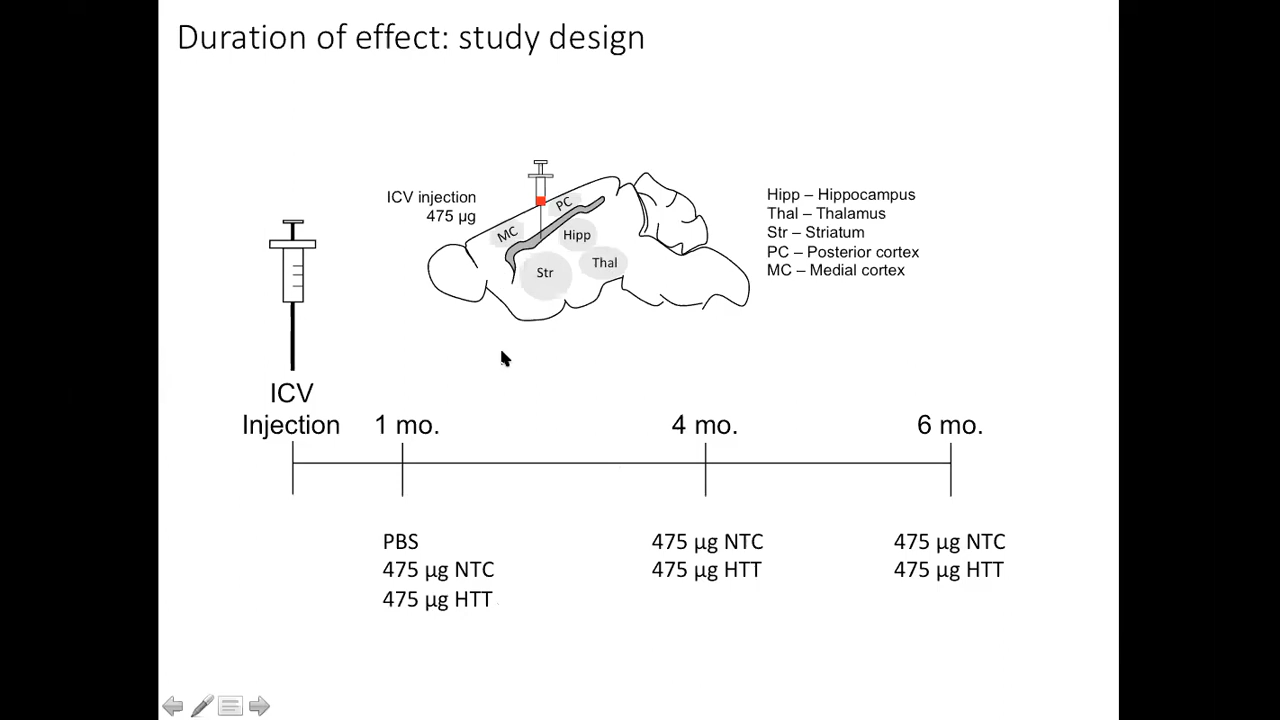 Duration of effect: study design
ICV injection
475 µg
PC
MC
Hipp
Thal
Str
Hipp – Hippocampus
Thal – Thalamus
Str – Striatum
PC – Posterior cortex
MC – Medial cortex
ICV
Injection
1 mo.
4 mo.
6 mo.
PBS
475 µg NTC
475 µg HTT
475 µg NTC
475 µg HTT
475 µg NTC
475 µg HTT